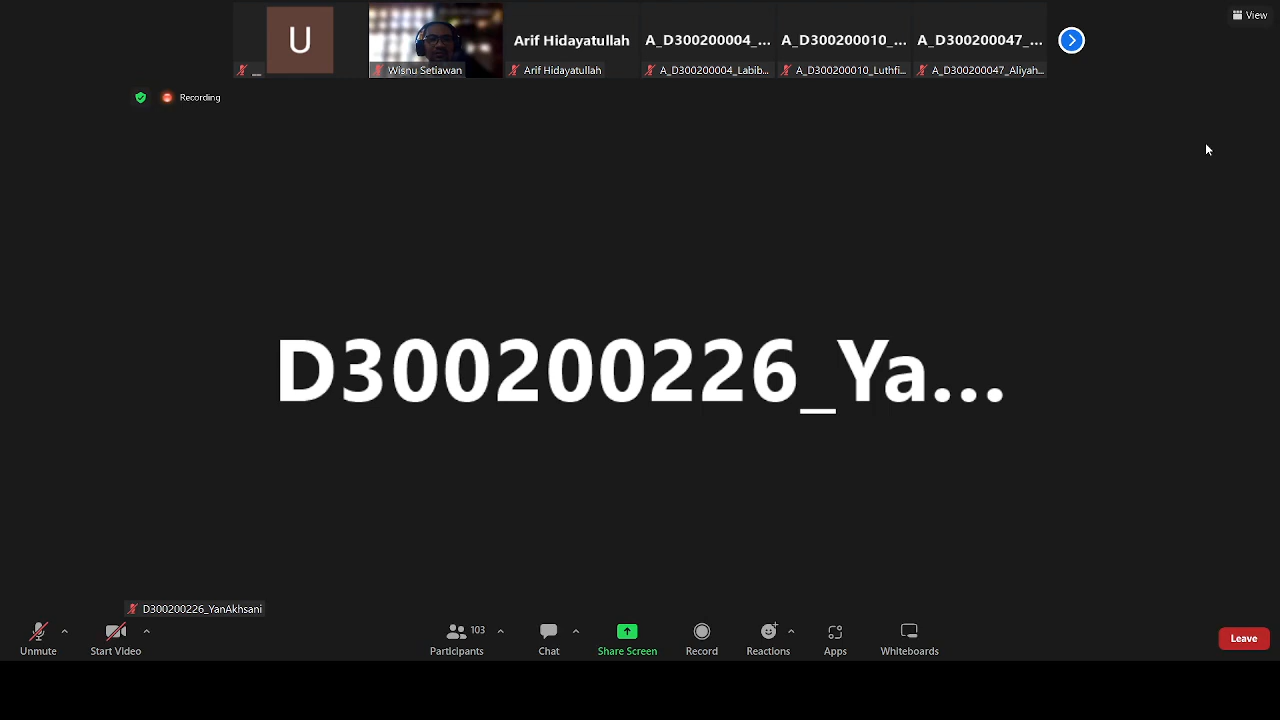 View
U
Arif Hidayatullah
A_D300200004_...
A_D300200010_...
A_D300200047_...
_
Wisnu Setiawan
Arif Hidayatullah
A_D300200004_Labib...
A_D300200010_Luthfi...
A_D300200047_Aliyah...
Recording
D300200226_Ya...
D300200226_YanAkhsani
Unmute
Start Video
103
Participants
Chat
Share Screen
Record
Reactions
Apps
Whiteboards
Leave